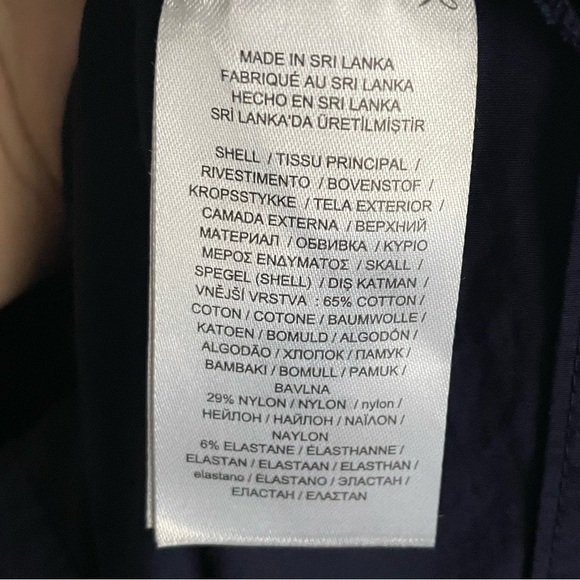 MADE IN SRI LANKA
FABRIQUÉ AU SRI LANKA
HECHO EN SRI LANKA
SRİ LANKA'DA ÜRETİLMİŞTİR
SHELL / TISSU PRINCIPAL /
RIVESTIMENTO / BOVENSTOF /
KROPSSTYKKE / TELA EXTERIOR /
CAMADA EXTERNA / ВЕРХНИЙ
МАТЕРИАЛ / ОБВИВКА / ΚΥΡΙΟ
ΜΕΡΟΣ ΕΝΔΥΜΑΤΟΣ / SKALL /
SPEGEL (SHELL) / DIŞ KATMAN /
VNĚJŠÍ VRSTVA : 65% COTTON /
COTON / COTONE / BAUMWOLLE /
KATOEN / BOMULD / ALGODÓN /
ALGODÃO / ХЛОПОК / ПАМУК /
ΒΑΜΒΑΚΙ / BOMULL / PAMUK /
BAVLNA
29% NYLON / NYLON / nylon /
НЕЙЛОН / НАЙЛОН / ΝΑΪΛΟΝ /
NAYLON
6% ELASTANE / ÉLASTHANNE /
ELASTAN / ELASTAAN / ELASTHAN /
elastano / ELASTANO / ЭЛАСТАН /
ЕЛАСТАН / ΕΛΑΣΤΑΝ